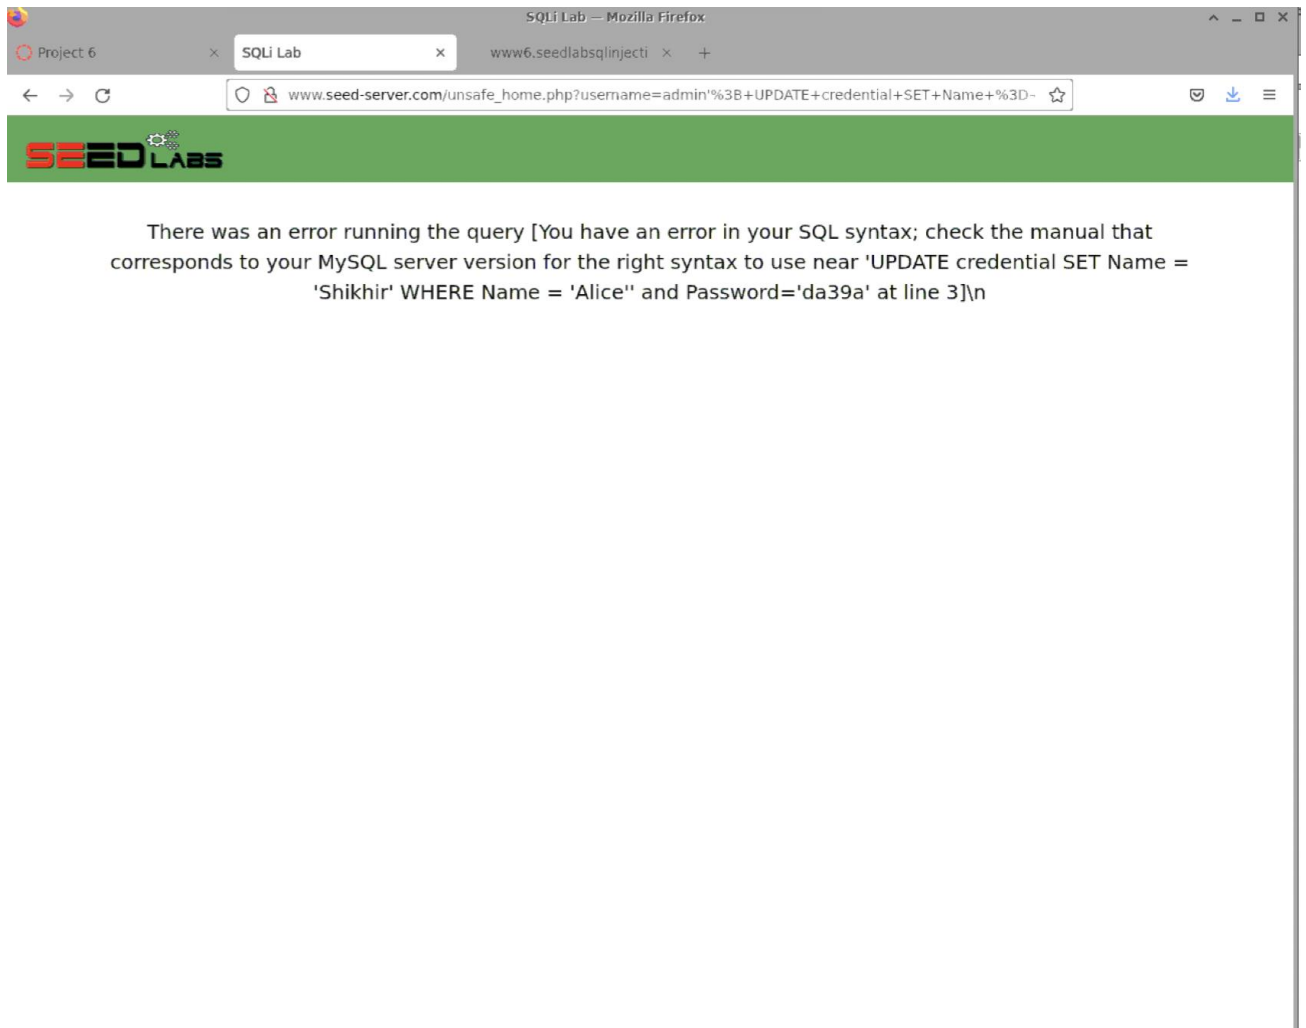 SQLi Lab — Mozilla Firefox
Project 6
SQLi Lab
www6.seedlabsqlinjecti
www.seed-server.com/unsafe_home.php?username=admin'%3B+UPDATE+credential+SET+Name+%3D-
SEED LABS
There was an error running the query [You have an error in your SQL syntax; check the manual that
corresponds to your MySQL server version for the right syntax to use near 'UPDATE credential SET Name =
'Shikhir' WHERE Name = 'Alice'' and Password='da39a' at line 3]\n